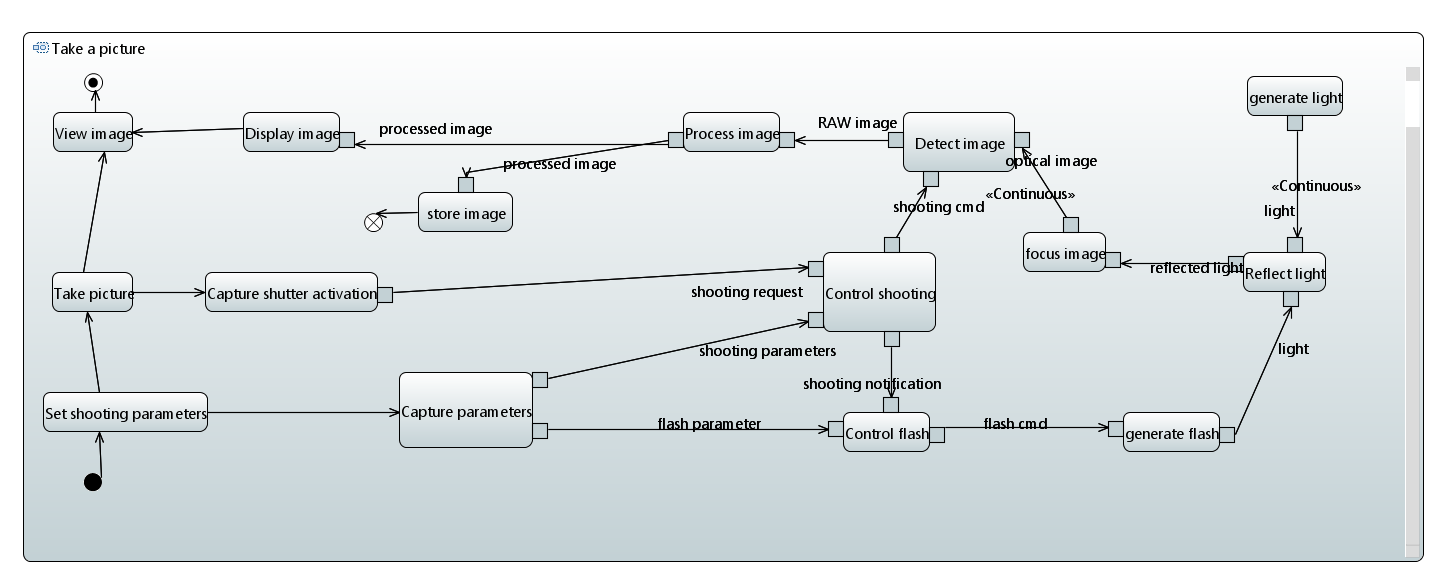 Take a picture
generate light
View image
Display image
processed image
Process image
RAW image
Detect image
optical image
processed image
«Continuous»
«Continuous»
shooting cmd
light
store image
focus image
reflected light
Reflect light
Take picture
Capture shutter activation
shooting request
Control shooting
shooting parameters
light
shooting notification
Set shooting parameters
Capture parameters
flash parameter
Control flash
flash cmd
generate flash